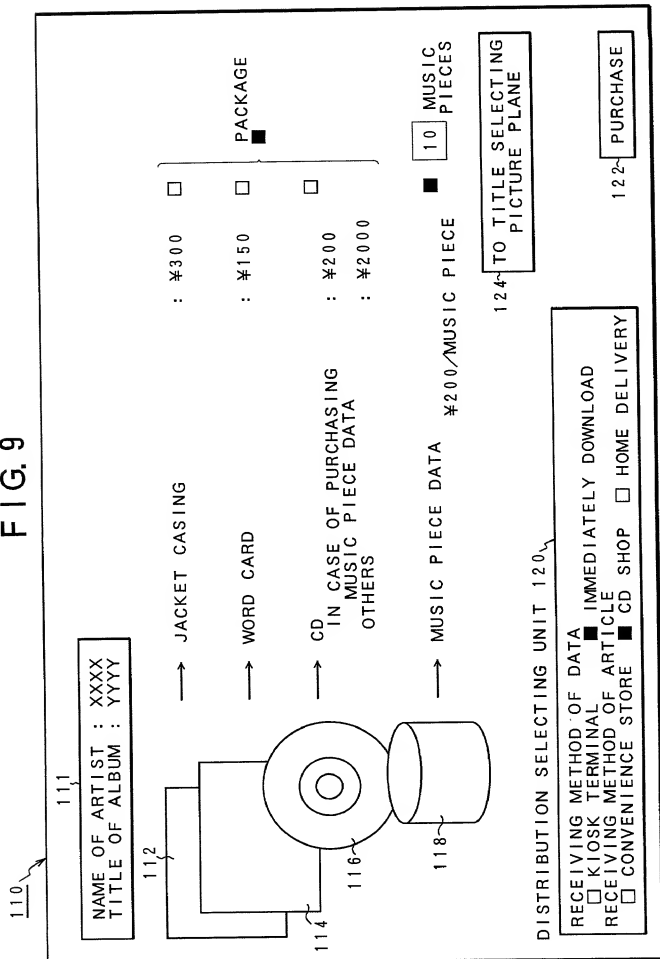 FIG. 9
110
111
NAME OF ARTIST : XXXX
TITLE OF ALBUM : YYYY
112
114
116
118
JACKET CASING : ¥300 □
WORD CARD : ¥150 □
PACKAGE ■
CD
IN CASE OF PURCHASING
MUSIC PIECE DATA : ¥200 □
OTHERS : ¥2000
MUSIC PIECE DATA ¥200/MUSIC PIECE ■ 10 MUSIC PIECES
124 TO TITLE SELECTING
PICTURE PLANE
DISTRIBUTION SELECTING UNIT 120
RECEIVING METHOD OF DATA
□ KIOSK TERMINAL ■ IMMEDIATELY DOWNLOAD
RECEIVING METHOD OF ARTICLE
□ CONVENIENCE STORE ■ CD SHOP □ HOME DELIVERY
122 PURCHASE